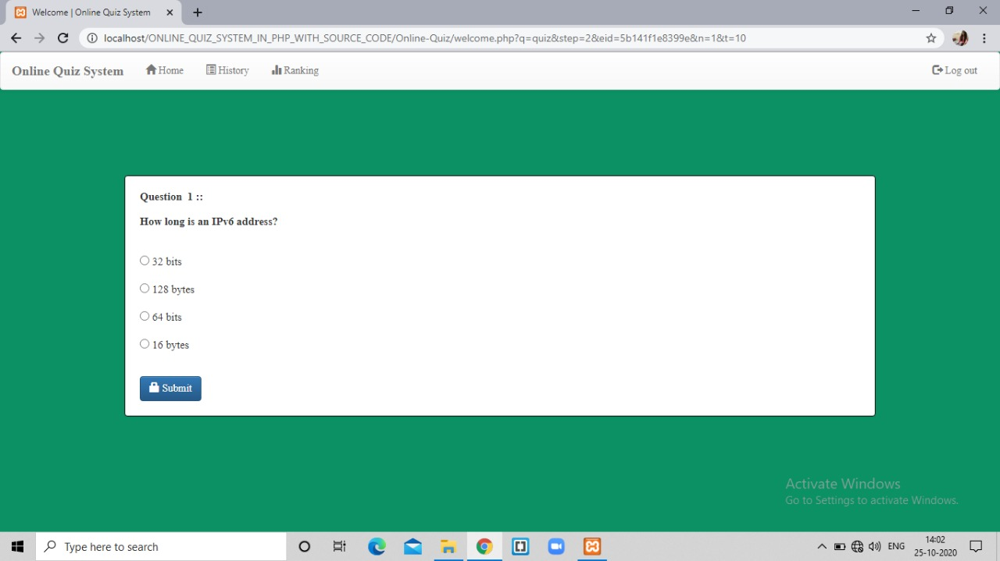 Welcome | Online Quiz System
localhost/ONLINE_QUIZ_SYSTEM_IN_PHP_WITH_SOURCE_CODE/Online-Quiz/welcome.php?q=quiz&step=2&eid=5b141f1e8399e&n=1&t=10
Online Quiz System Home History Ranking Log out
Question 1 ::
How long is an IPv6 address?
32 bits
128 bytes
64 bits
16 bytes
Submit
Activate Windows
Go to Settings to activate Windows.
Type here to search
ENG
14:02
25-10-2020